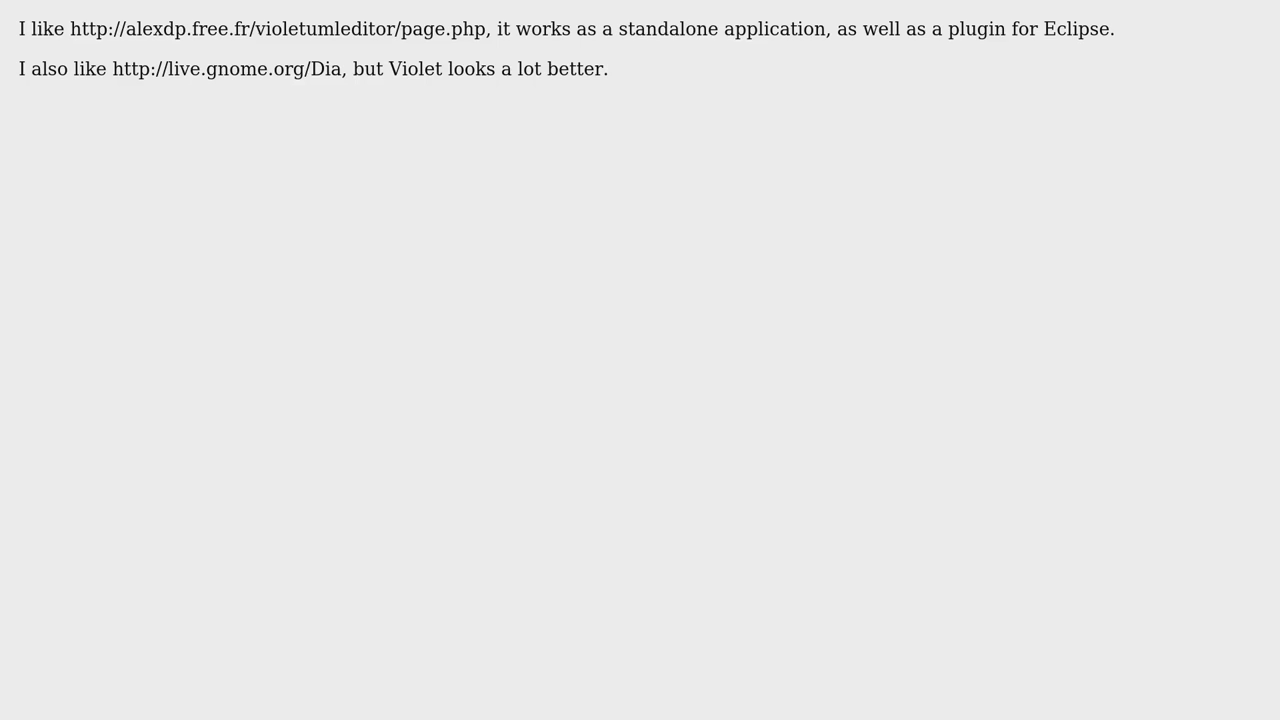 I like http://alexdp.free.fr/violetumleditor/page.php, it works as a standalone application, as well as a plugin for Eclipse.
I also like http://live.gnome.org/Dia, but Violet looks a lot better.